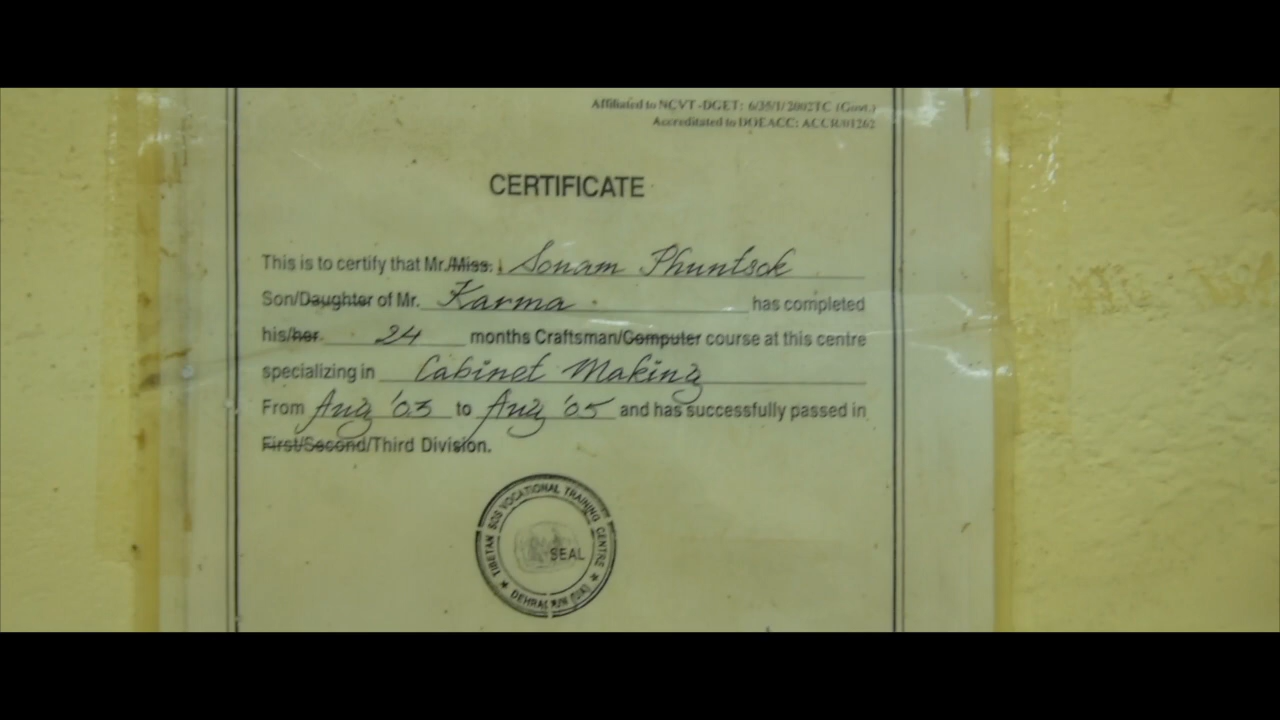 Affiliated to NCVT-DGET: 6/35/1/2002TC (Govt.)
Accredited to DOEACC: ACCR/01262
CERTIFICATE
This is to certify that Mr./Miss. Sonam Phuntsok
Son/Daughter of Mr. Karma has completed
his/her 24 months Craftsman/Computer course at this centre
specializing in Cabinet Making
From Aug '03 to Aug '05 and has successfully passed in
First/Second/Third Division.
TIBETAN SOS VOCATIONAL TRAINING CENTRE
SEAL
DEHRADUN